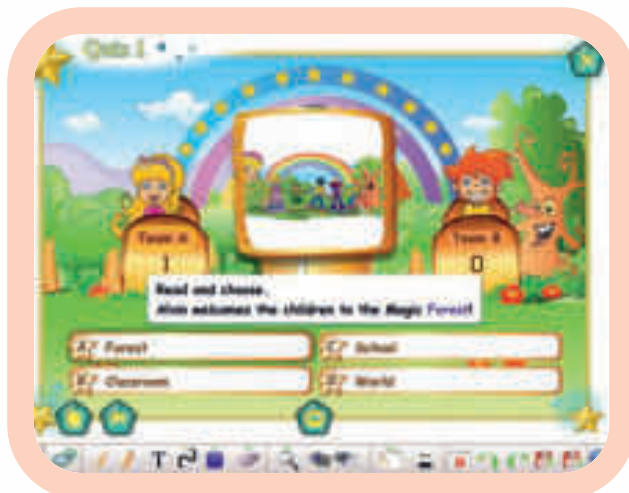 Quiz 1
Team A
Team B
1
0
Read and choose.
welcomes the children to the Magic Forest!
A? Forest
C? School
B? Classroom
D? World
T